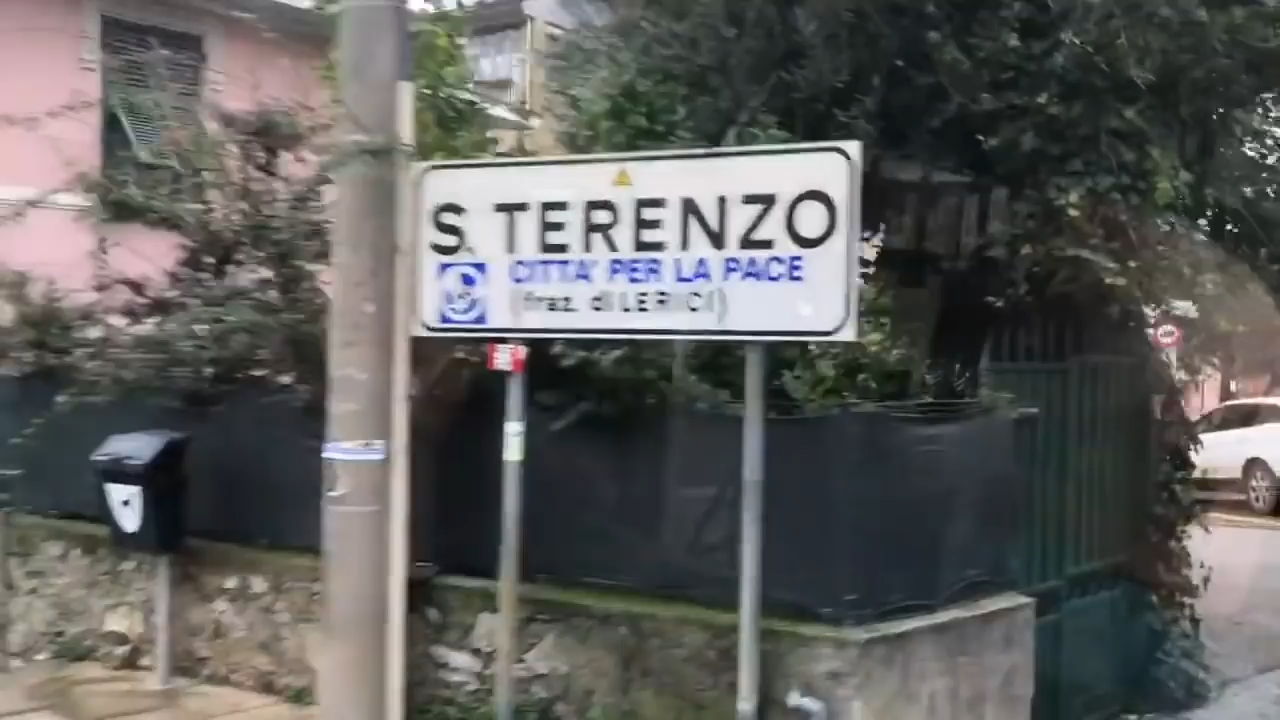 S. TERENZO
CITTA' PER LA PACE
(fraz. di LERICI)